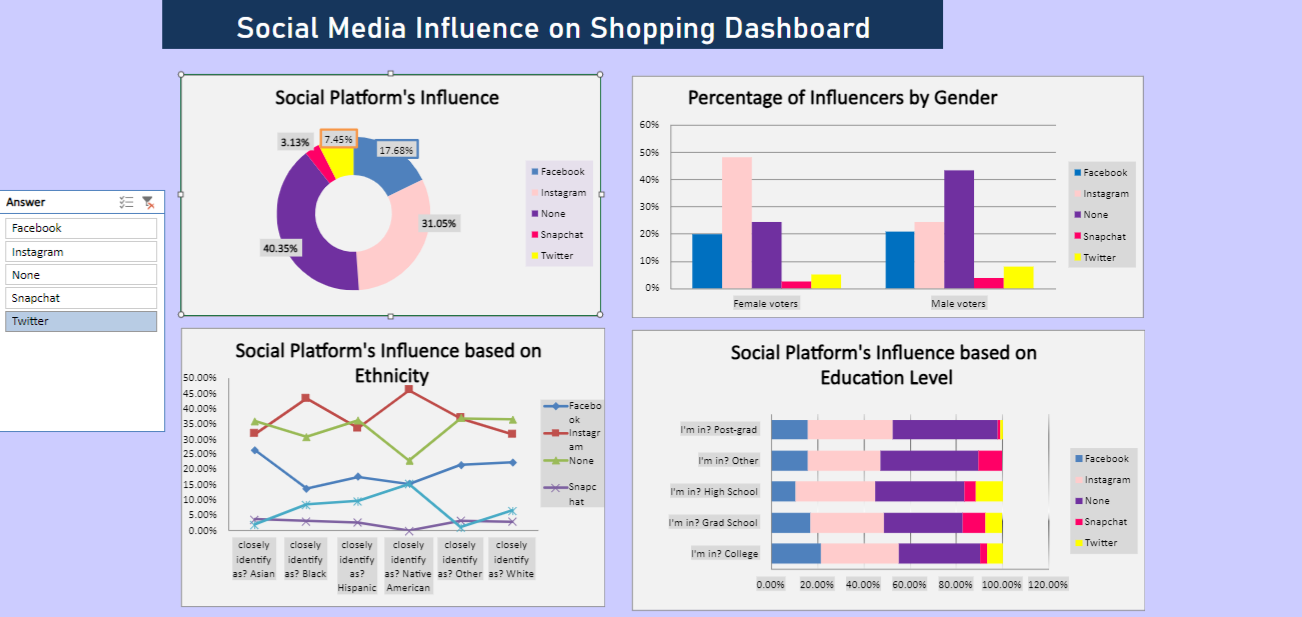 Social Media Influence on Shopping Dashboard
Answer
Facebook
Instagram
None
Snapchat
Twitter
Social Platform's Influence
3.13%
7.45%
17.68%
31.05%
40.35%
Facebook
Instagram
None
Snapchat
Twitter
Percentage of Influencers by Gender
60%
50%
40%
30%
20%
10%
0%
Female voters
Male voters
Facebook
Instagram
None
Snapchat
Twitter
Social Platform's Influence based on
Ethnicity
50.00%
45.00%
40.00%
35.00%
30.00%
25.00%
20.00%
15.00%
10.00%
5.00%
0.00%
closely
identify
as? Asian
closely
identify
as? Black
closely
identify
as?
Hispanic
closely
identify
as? Native
American
closely
identify
as? Other
closely
identify
as? White
Facebo
ok
Instagr
am
None
Snapc
hat
Social Platform's Influence based on
Education Level
I'm in? Post-grad
I'm in? Other
I'm in? High School
I'm in? Grad School
I'm in? College
0.00%
20.00%
40.00%
60.00%
80.00%
100.00%
120.00%
Facebook
Instagram
None
Snapchat
Twitter